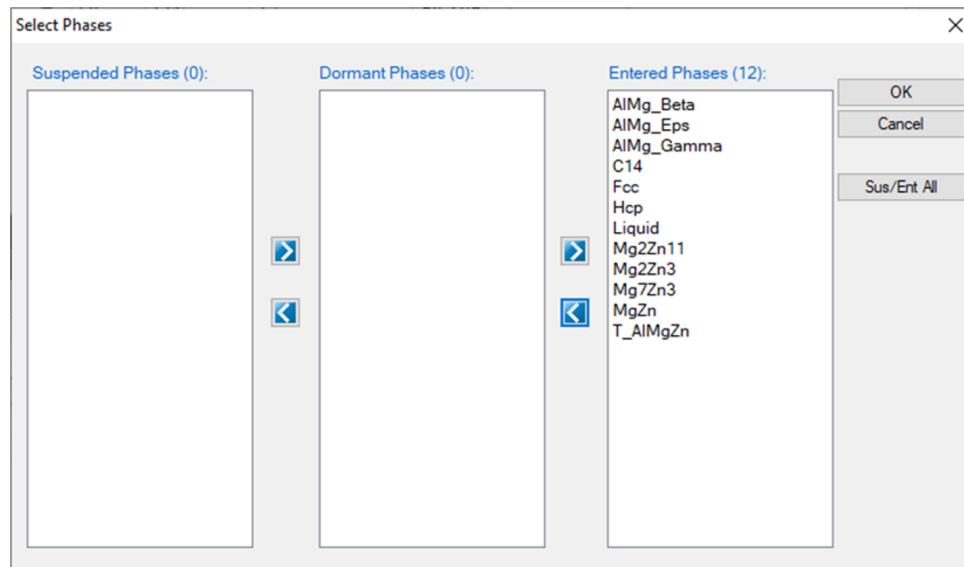 Select Phases
Suspended Phases (0):
Dormant Phases (0):
Entered Phases (12):
AlMg_Beta
AlMg_Eps
AlMg_Gamma
C14
Fcc
Hcp
Liquid
Mg2Zn11
Mg2Zn3
Mg7Zn3
MgZn
T_AlMgZn
OK
Cancel
Sus/Ent All